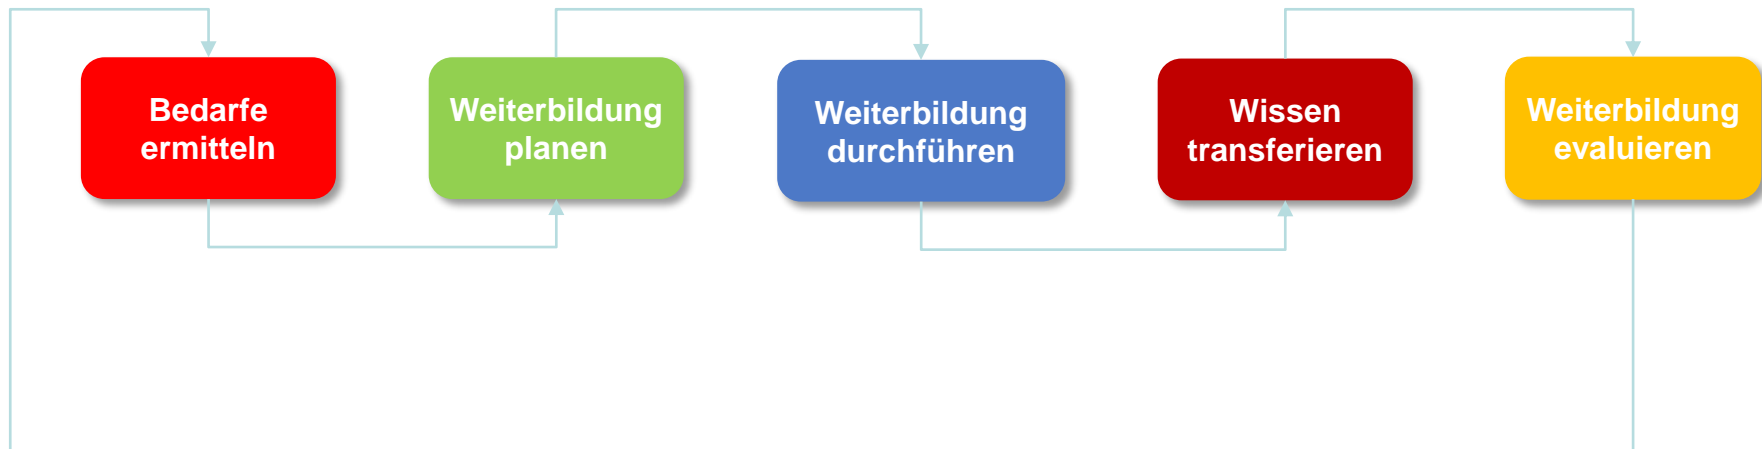 Bedarfe
ermitteln
Weiterbildung
planen
Weiterbildung
durchführen
Wissen
transferieren
Weiterbildung
evaluieren